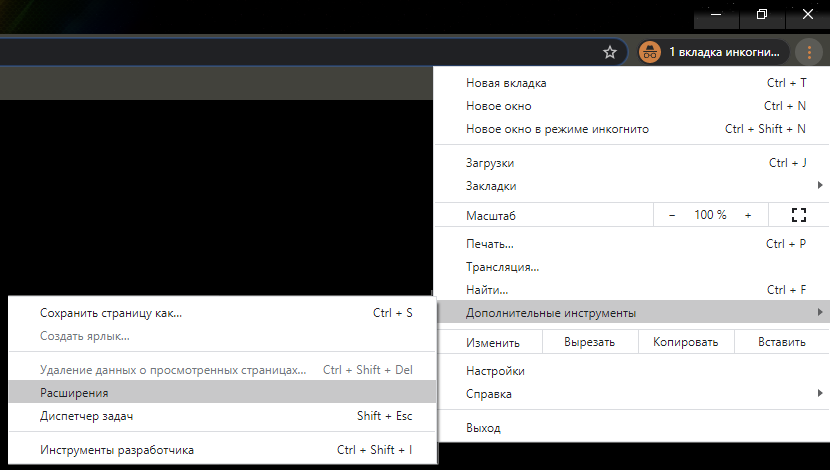 1 вкладка инкогни...
Новая вкладка Ctrl + T
Новое окно Ctrl + N
Новое окно в режиме инкогнито Ctrl + Shift + N
Загрузки Ctrl + J
Закладки
Масштаб − 100 % +
Печать... Ctrl + P
Трансляция...
Найти... Ctrl + F
Дополнительные инструменты
Изменить Вырезать Копировать Вставить
Настройки
Справка
Выход
Сохранить страницу как... Ctrl + S
Создать ярлык...
Удаление данных о просмотренных страницах... Ctrl + Shift + Del
Расширения
Диспетчер задач Shift + Esc
Инструменты разработчика Ctrl + Shift + I